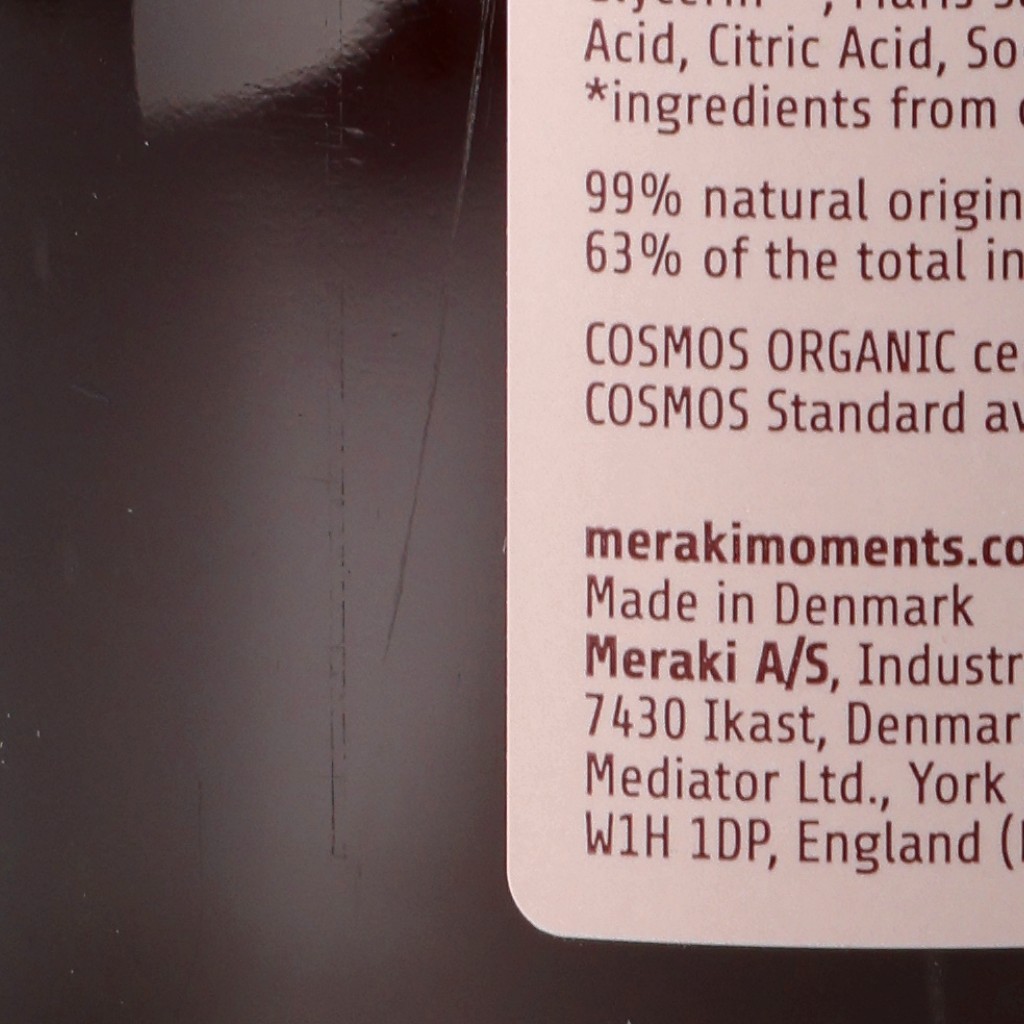 Acid, Citric Acid, So
*ingredients from
99% natural origin
63% of the total in
COSMOS ORGANIC ce
COSMOS Standard av
merakimoments.co
Made in Denmark
Meraki A/S, Industr
7430 Ikast, Denmar
Mediator Ltd., York
W1H 1DP, England (